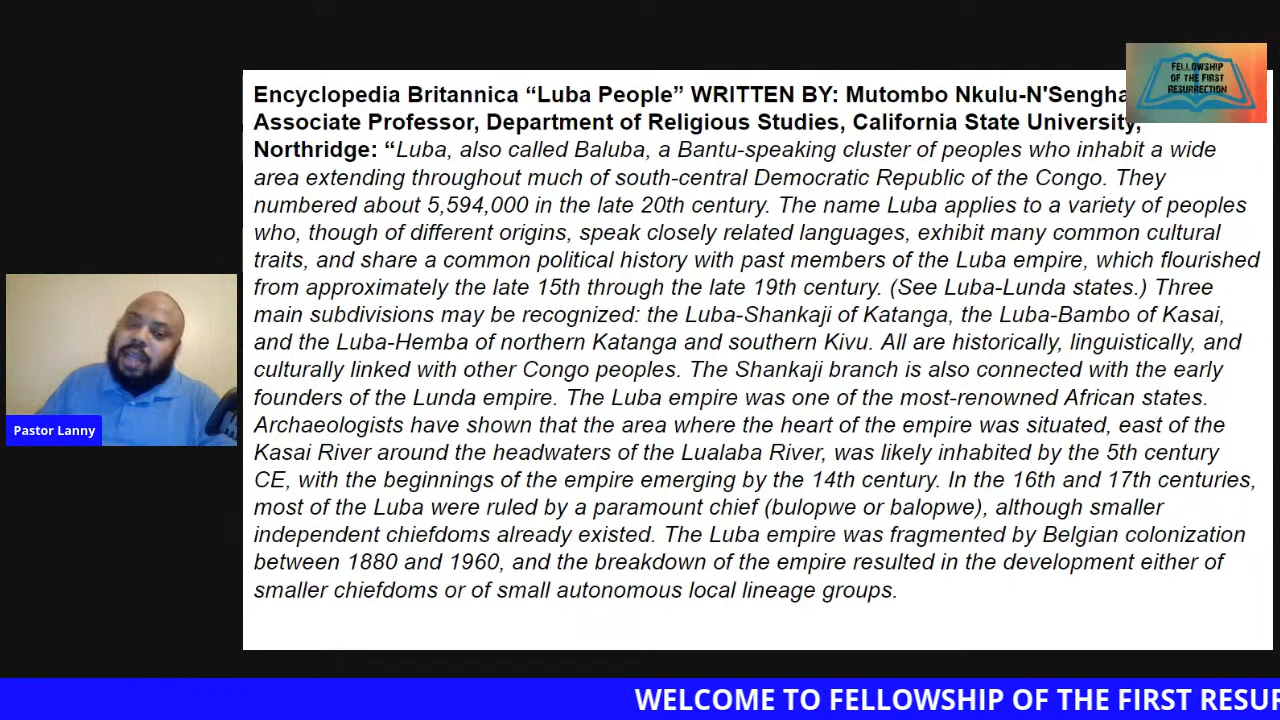 FELLOWSHIP
OF THE FIRST
RESURRECTION
Encyclopedia Britannica “Luba People” WRITTEN BY: Mutombo Nkulu-N'Sengha
Associate Professor, Department of Religious Studies, California State University,
Northridge: “Luba, also called Baluba, a Bantu-speaking cluster of peoples who inhabit a wide
area extending throughout much of south-central Democratic Republic of the Congo. They
numbered about 5,594,000 in the late 20th century. The name Luba applies to a variety of peoples
who, though of different origins, speak closely related languages, exhibit many common cultural
traits, and share a common political history with past members of the Luba empire, which flourished
from approximately the late 15th through the late 19th century. (See Luba-Lunda states.) Three
main subdivisions may be recognized: the Luba-Shankaji of Katanga, the Luba-Bambo of Kasai,
and the Luba-Hemba of northern Katanga and southern Kivu. All are historically, linguistically, and
culturally linked with other Congo peoples. The Shankaji branch is also connected with the early
founders of the Lunda empire. The Luba empire was one of the most-renowned African states.
Archaeologists have shown that the area where the heart of the empire was situated, east of the
Kasai River around the headwaters of the Lualaba River, was likely inhabited by the 5th century
CE, with the beginnings of the empire emerging by the 14th century. In the 16th and 17th centuries,
most of the Luba were ruled by a paramount chief (bulopwe or balopwe), although smaller
independent chiefdoms already existed. The Luba empire was fragmented by Belgian colonization
between 1880 and 1960, and the breakdown of the empire resulted in the development either of
smaller chiefdoms or of small autonomous local lineage groups.
Pastor Lanny
WELCOME TO FELLOWSHIP OF THE FIRST RESUR